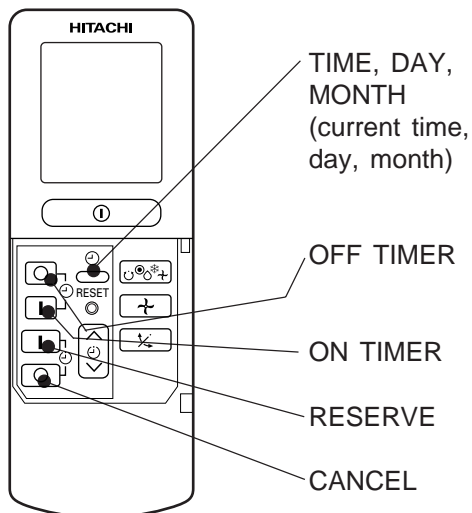 HITACHI
TIME, DAY,
MONTH
(current time,
day, month)
RESET
OFF TIMER
ON TIMER
RESERVE
CANCEL